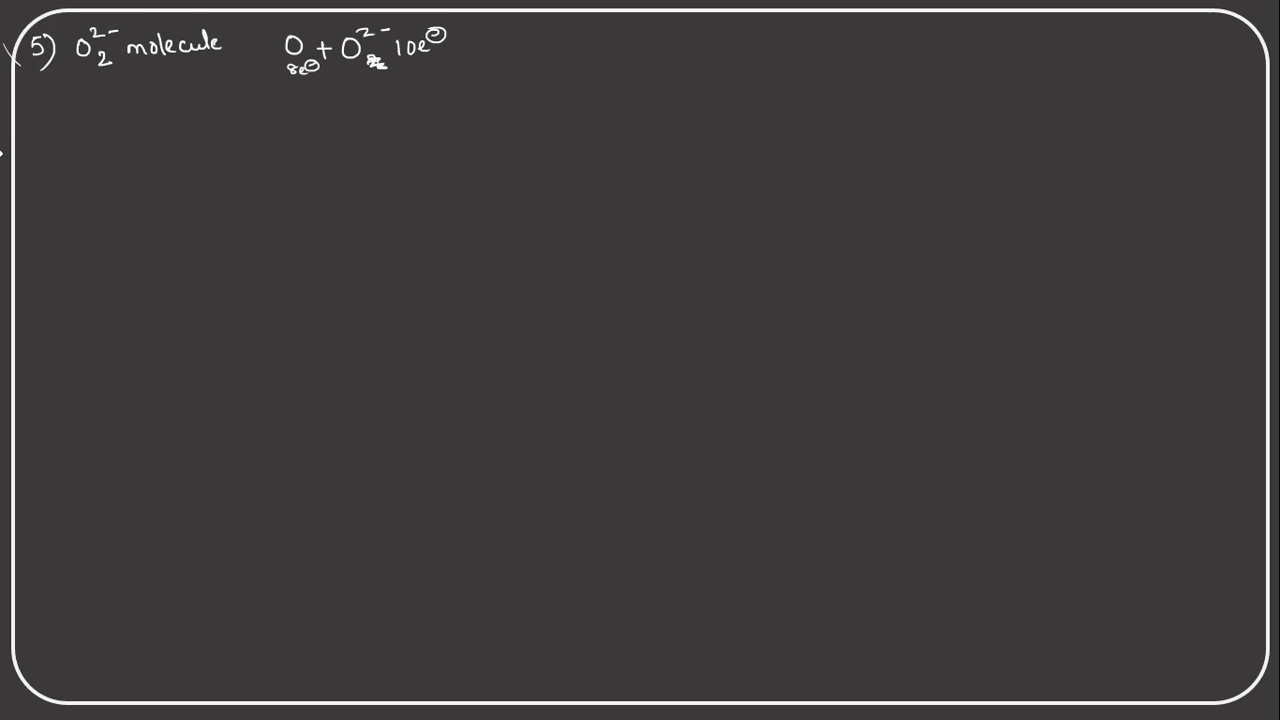 5) O₂²⁻ molecule O + O²⁻ 10e⊖
8e⊖